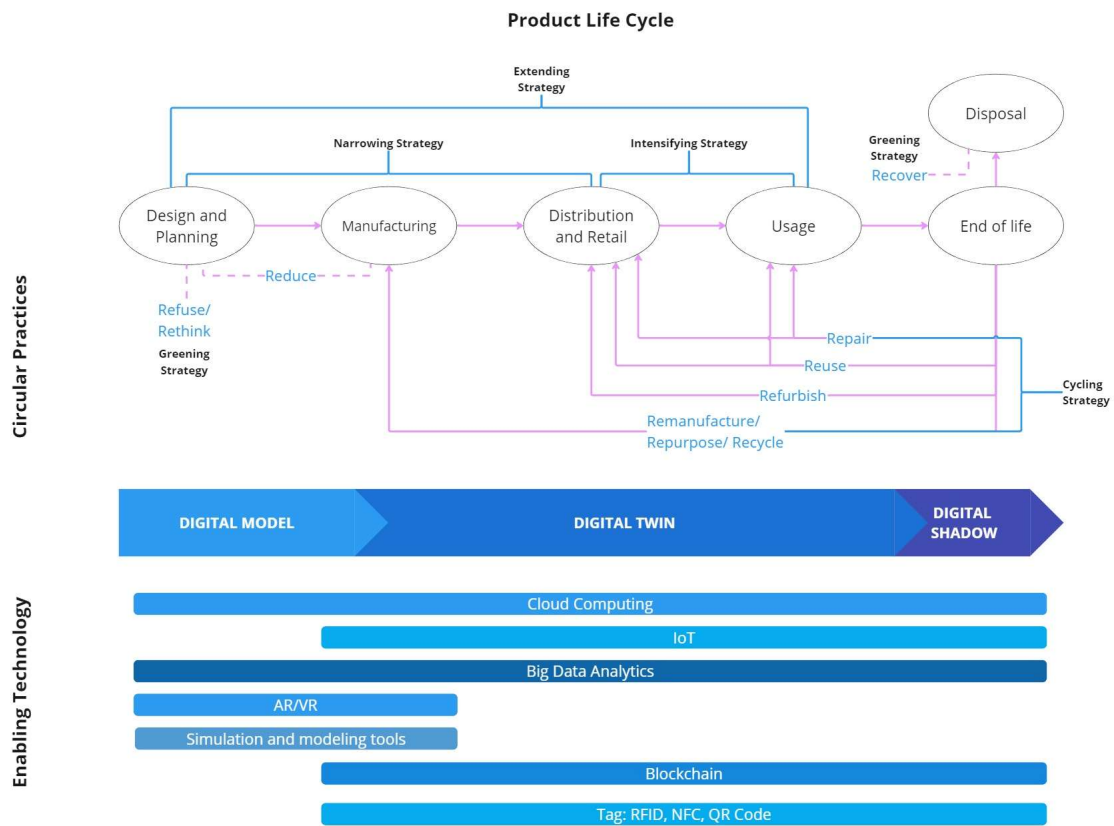 Product Life Cycle
Extending
Strategy
Narrowing Strategy
Intensifying Strategy
Greening
Strategy
Recover
Disposal
Design and
Planning
Manufacturing
Distribution
and Retail
Usage
End of life
Reduce
Refuse/
Rethink
Greening
Strategy
Repair
Reuse
Refurbish
Remanufacture/
Repurpose/ Recycle
Cycling
Strategy
Circular Practices
DIGITAL MODEL
DIGITAL TWIN
DIGITAL
SHADOW
Enabling Technology
Cloud Computing
IoT
Big Data Analytics
AR/VR
Simulation and modeling tools
Blockchain
Tag: RFID, NFC, QR Code